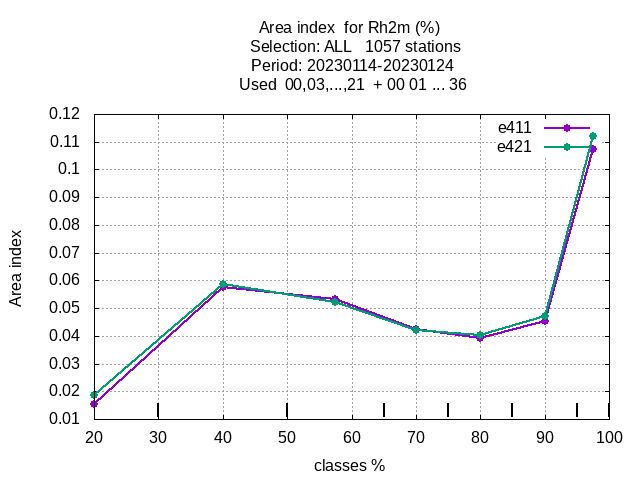 Area index  for Rh2m (%)
Selection: ALL   1057 stations
Period: 20230114-20230124
Used  00,03,...,21  + 00 01 ... 36
e411
e421
0.12
0.11
0.1
0.09
0.08
0.07
0.06
0.05
0.04
0.03
0.02
0.01
Area index
20 30 40 50 60 70 80 90 100
classes %